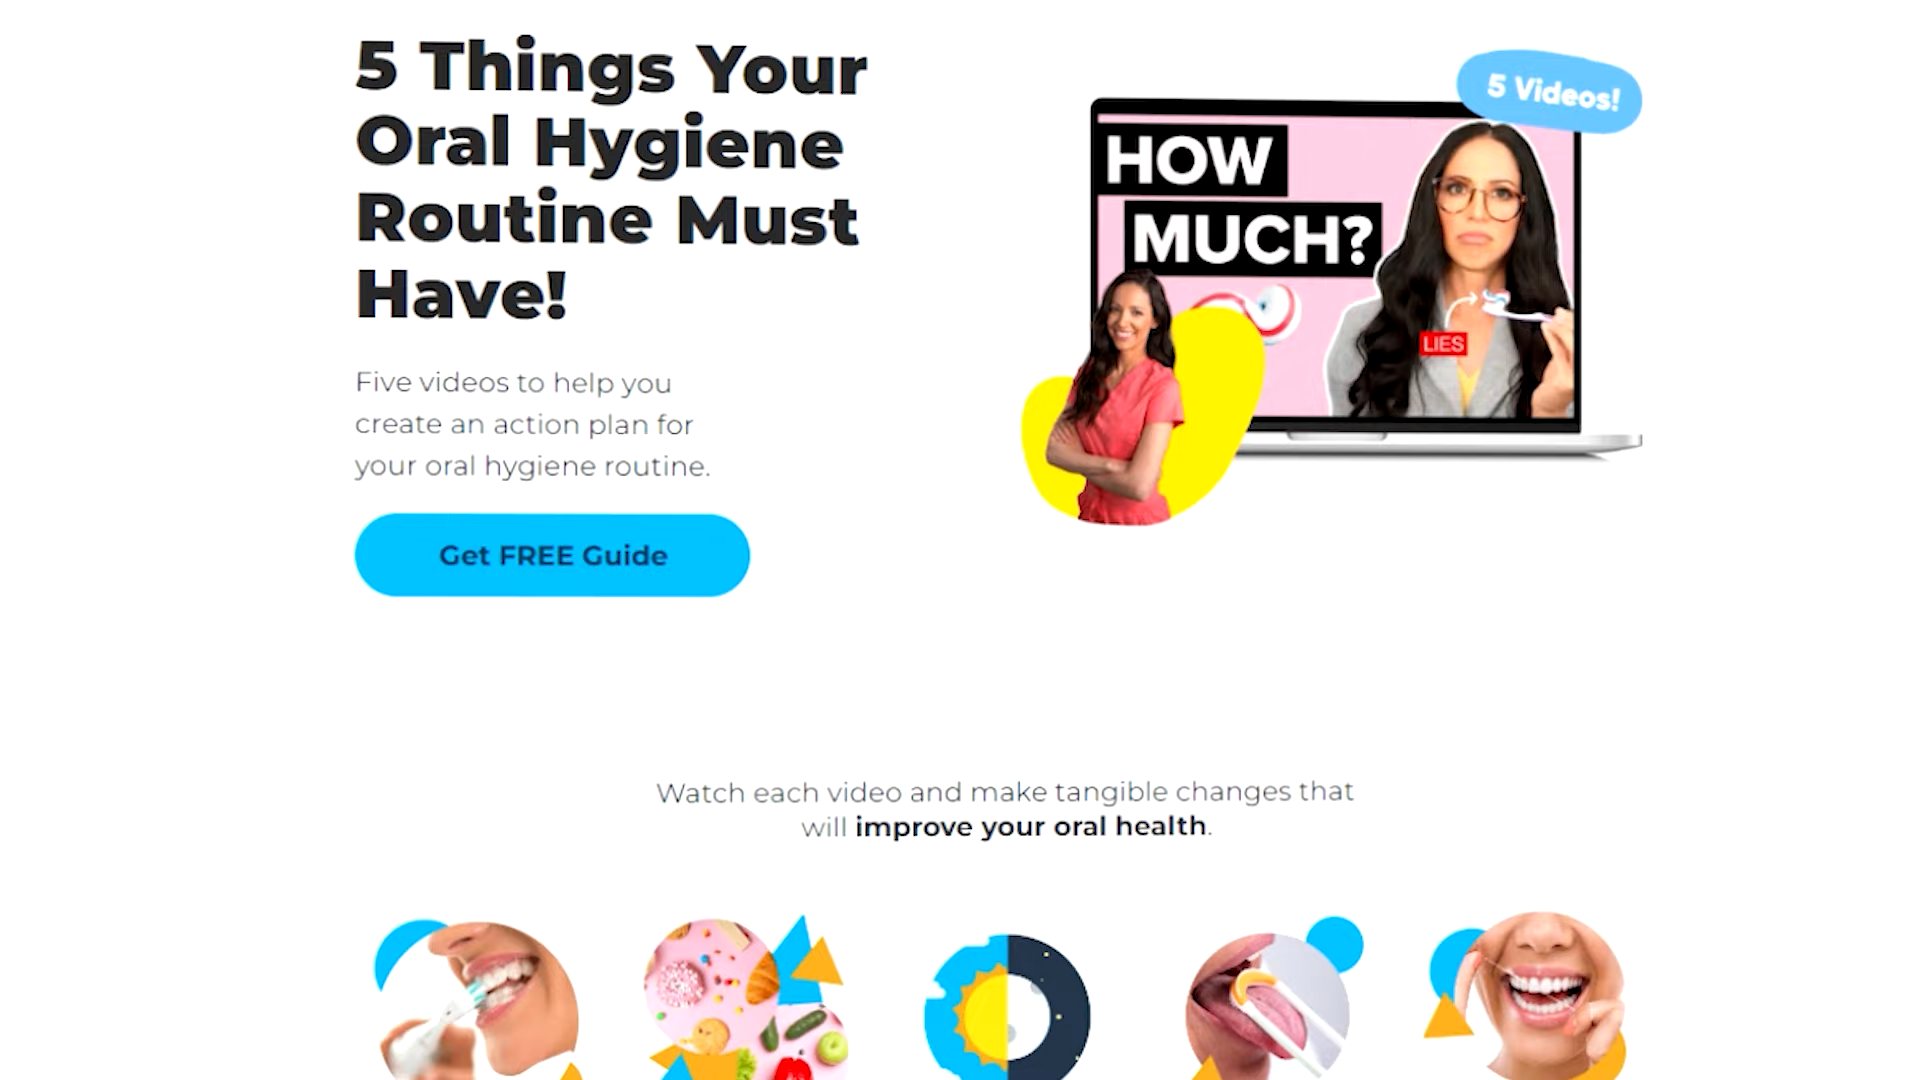 5 Things Your
Oral Hygiene
Routine Must
Have!
Five videos to help you
create an action plan for
your oral hygiene routine.
Get FREE Guide
5 Videos!
HOW
MUCH?
LIES
Watch each video and make tangible changes that
will improve your oral health.